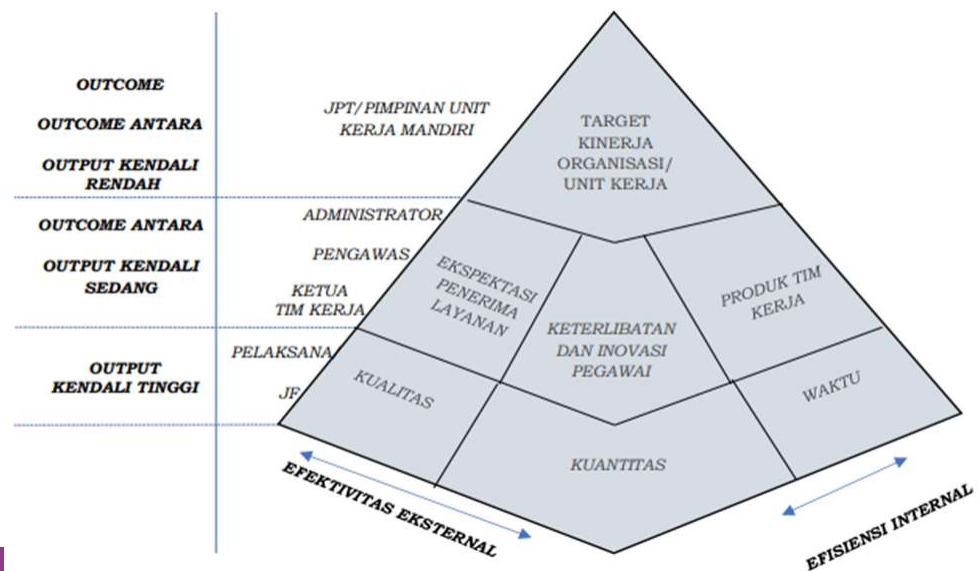 OUTCOME
OUTCOME ANTARA
OUTPUT KENDALI
RENDAH
OUTCOME ANTARA
OUTPUT KENDALI
SEDANG
OUTPUT
KENDALI TINGGI
JPT/PIMPINAN UNIT
KERJA MANDIRI
ADMINISTRATOR
PENGAWAS
KETUA
TIM KERJA
PELAKSANA
JF
TARGET
KINERJA
ORGANISASI/
UNIT KERJA
EKSPEKTASI
PENERIMA
LAYANAN
KETERLIBATAN
DAN INOVASI
PEGAWAI
PRODUK TIM
KERJA
KUALITAS
KUANTITAS
WAKTU
EFEKTIVITAS EKSTERNAL
EFISIENSI INTERNAL